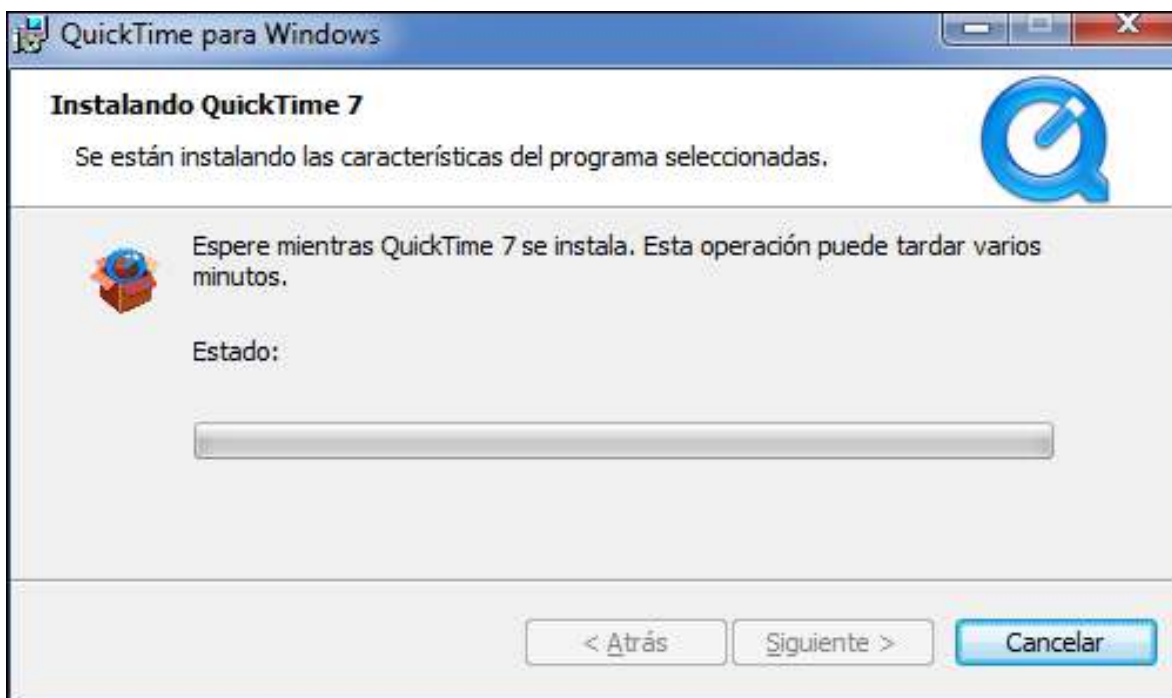 QuickTime para Windows
Instalando QuickTime 7
Se están instalando las características del programa seleccionadas.
Espere mientras QuickTime 7 se instala. Esta operación puede tardar varios
minutos.
Estado:
< Atrás Siguiente > Cancelar